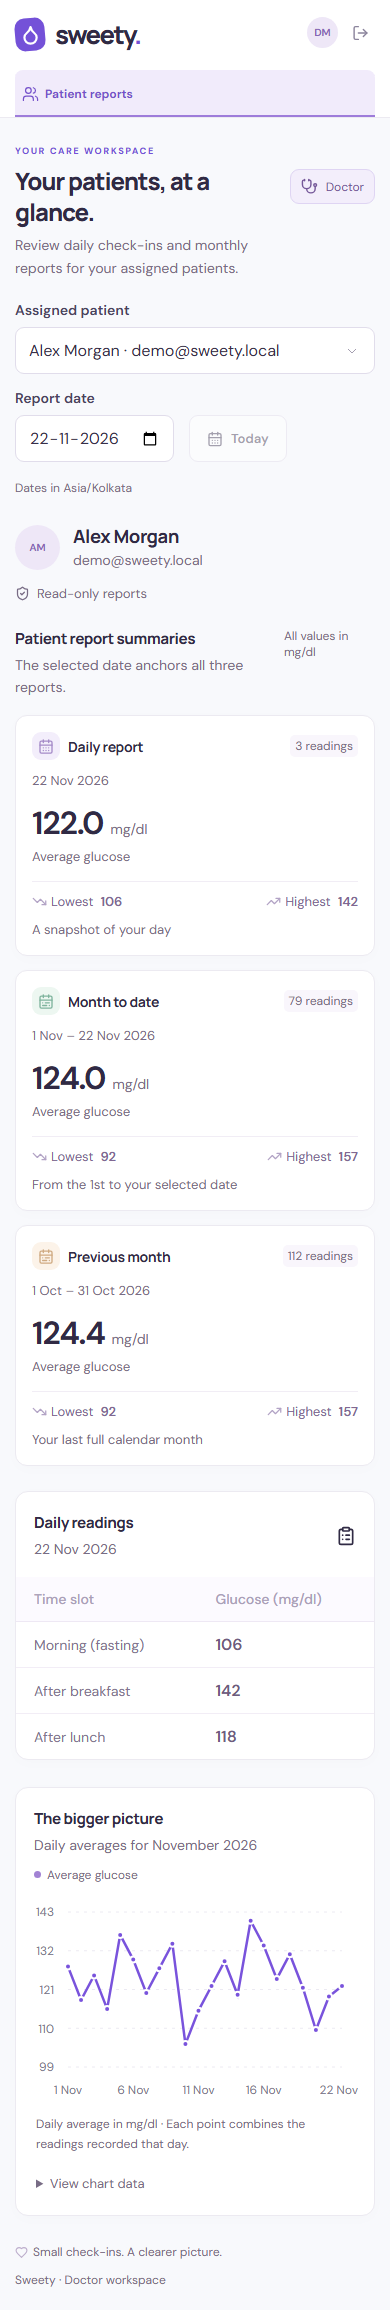 sweety.
DM
Patient reports
YOUR CARE WORKSPACE
Your patients, at a
glance.
Doctor
Review daily check-ins and monthly
reports for your assigned patients.
Assigned patient
Alex Morgan · demo@sweety.local
Report date
22-11-2026
Today
Dates in Asia/Kolkata
AM
Alex Morgan
demo@sweety.local
Read-only reports
Patient report summaries
All values in
mg/dl
The selected date anchors all three
reports.
Daily report
3 readings
22 Nov 2026
122.0 mg/dl
Average glucose
Lowest 106
Highest 142
A snapshot of your day
Month to date
79 readings
1 Nov – 22 Nov 2026
124.0 mg/dl
Average glucose
Lowest 92
Highest 157
From the 1st to your selected date
Previous month
112 readings
1 Oct – 31 Oct 2026
124.4 mg/dl
Average glucose
Lowest 92
Highest 157
Your last full calendar month
Daily readings
22 Nov 2026
Time slot Glucose (mg/dl)
Morning (fasting) 106
After breakfast 142
After lunch 118
The bigger picture
Daily averages for November 2026
Average glucose
143
132
121
110
99
1 Nov 6 Nov 11 Nov 16 Nov 22 Nov
Daily average in mg/dl · Each point combines the
readings recorded that day.
View chart data
Small check-ins. A clearer picture.
Sweety · Doctor workspace